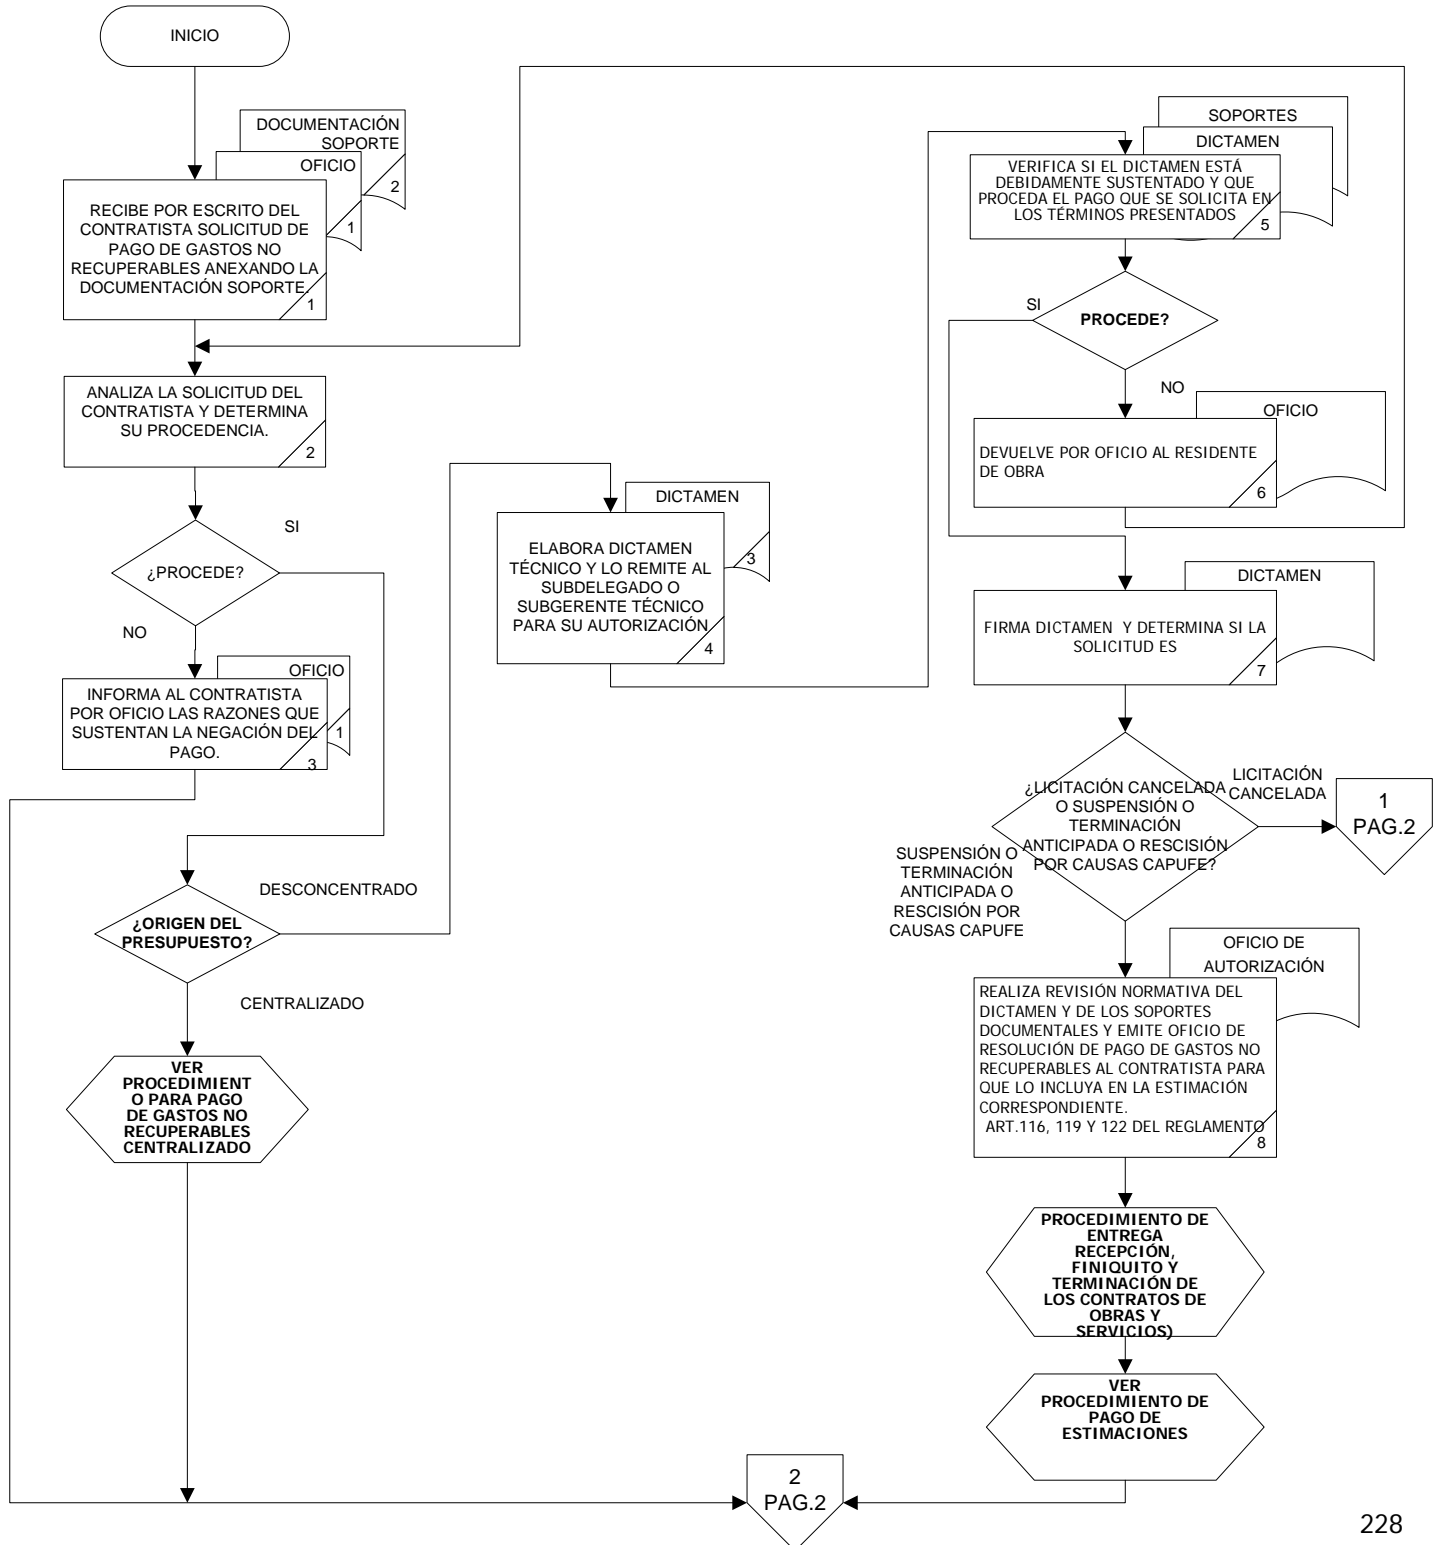 INICIO
DOCUMENTACIÓN
SOPORTE
2
OFICIO
1
RECIBE POR ESCRITO DEL
CONTRATISTA SOLICITUD DE
PAGO DE GASTOS NO
RECUPERABLES ANEXANDO LA
DOCUMENTACIÓN SOPORTE.
1
ANALIZA LA SOLICITUD DEL
CONTRATISTA Y DETERMINA
SU PROCEDENCIA.
2
SI
¿PROCEDE?
NO
OFICIO
1
INFORMA AL CONTRATISTA
POR OFICIO LAS RAZONES QUE
SUSTENTAN LA NEGACIÓN DEL
PAGO.
3
DESCONCENTRADO
¿ORIGEN DEL
PRESUPUESTO?
CENTRALIZADO
VER
PROCEDIMIENT
O PARA PAGO
DE GASTOS NO
RECUPERABLES
CENTRALIZADO
DICTAMEN
3
ELABORA DICTAMEN
TÉCNICO Y LO REMITE AL
SUBDELEGADO O
SUBGERENTE TÉCNICO
PARA SU AUTORIZACIÓN
4
SOPORTES
DICTAMEN
VERIFICA SI EL DICTAMEN ESTÁ
DEBIDAMENTE SUSTENTADO Y QUE
PROCEDA EL PAGO QUE SE SOLICITA EN
LOS TÉRMINOS PRESENTADOS
5
SI
PROCEDE?
NO
OFICIO
DEVUELVE POR OFICIO AL RESIDENTE
DE OBRA
6
DICTAMEN
FIRMA DICTAMEN Y DETERMINA SI LA
SOLICITUD ES
7
¿LICITACIÓN CANCELADA
O SUSPENSIÓN O
TERMINACIÓN
ANTICIPADA O RESCISIÓN
POR CAUSAS CAPUFE?
LICITACIÓN
CANCELADA
1
PAG.2
SUSPENSIÓN O
TERMINACIÓN
ANTICIPADA O
RESCISIÓN POR
CAUSAS CAPUFE
OFICIO DE
AUTORIZACIÓN
REALIZA REVISIÓN NORMATIVA DEL
DICTAMEN Y DE LOS SOPORTES
DOCUMENTALES Y EMITE OFICIO DE
RESOLUCIÓN DE PAGO DE GASTOS NO
RECUPERABLES AL CONTRATISTA PARA
QUE LO INCLUYA EN LA ESTIMACIÓN
CORRESPONDIENTE.
ART.116, 119 Y 122 DEL REGLAMENTO
8
PROCEDIMIENTO DE
ENTREGA
RECEPCIÓN,
FINIQUITO Y
TERMINACIÓN DE
LOS CONTRATOS DE
OBRAS Y
SERVICIOS)
VER
PROCEDIMIENTO DE
PAGO DE
ESTIMACIONES
2
PAG.2
228